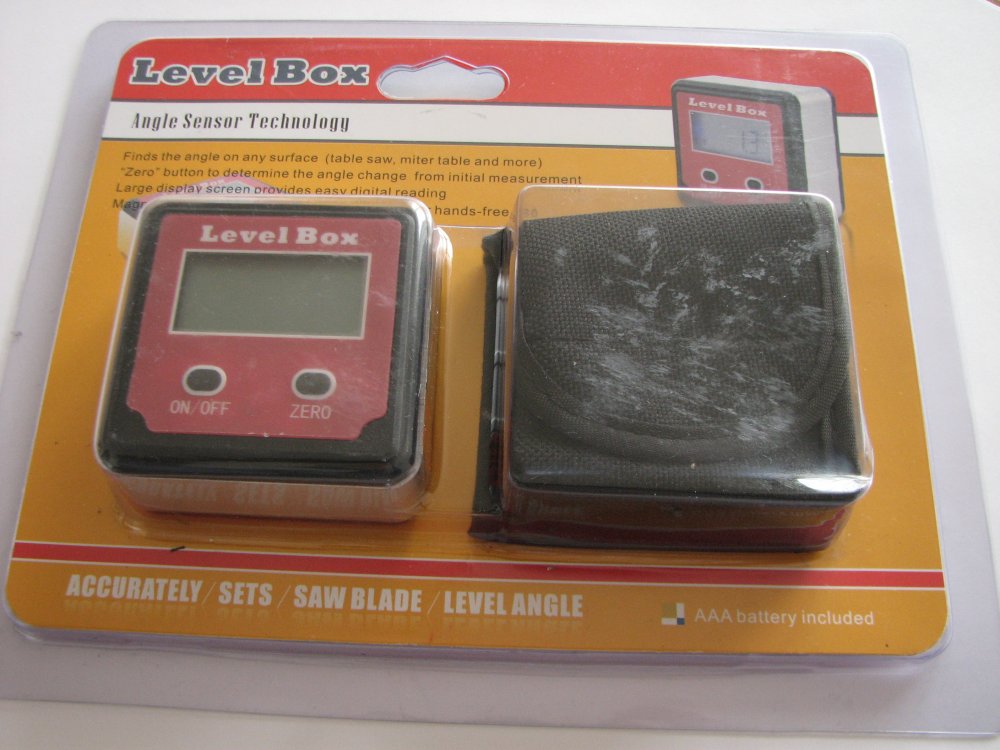 Level Box
Angle Sensor Technology
Finds the angle on any surface (table saw, miter table and more)
"Zero" button to determine the angle change from initial measurement
Large display screen provides easy digital reading
hands-free
Level Box
Level Box
ON/OFF
ZERO
ACCURATELY / SETS / SAW BLADE / LEVEL ANGLE
AAA battery included